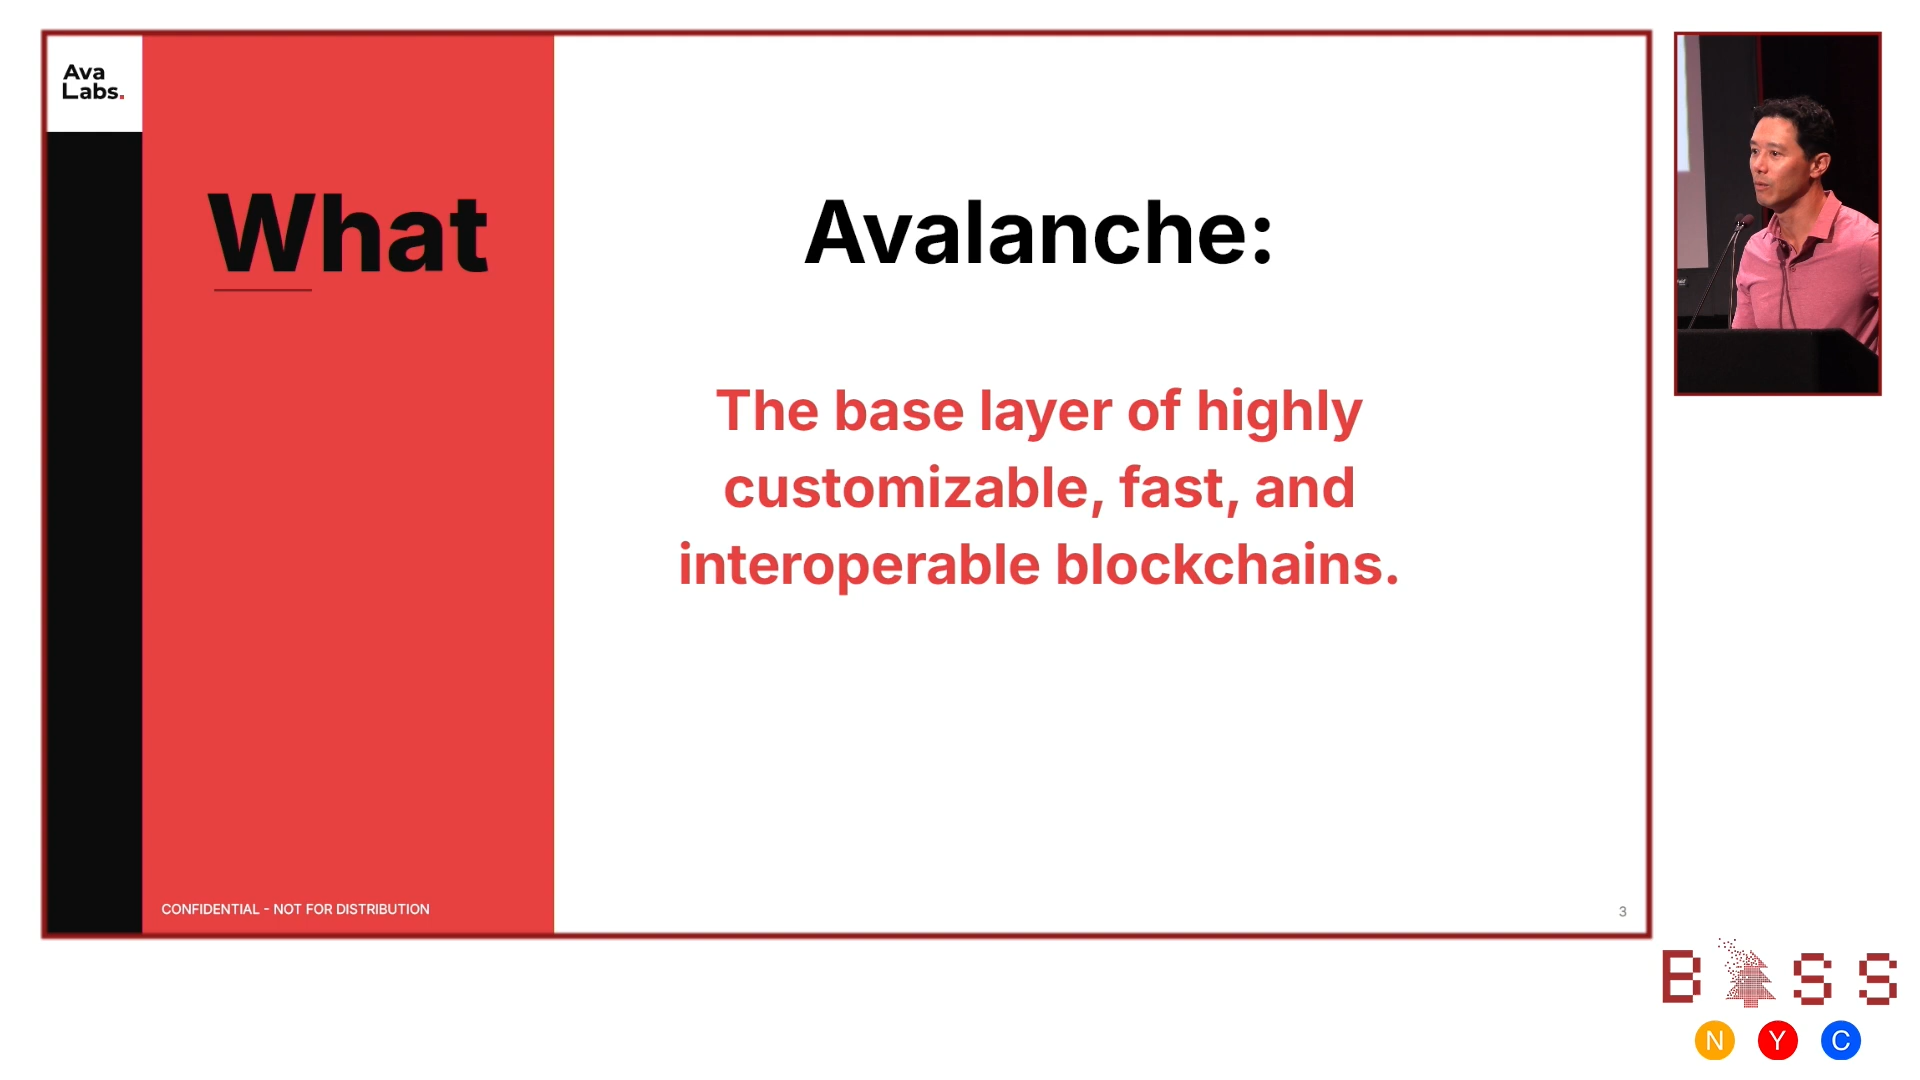 Ava
Labs.
What
Avalanche:
The base layer of highly
customizable, fast, and
interoperable blockchains.
CONFIDENTIAL - NOT FOR DISTRIBUTION
3
B SS
N Y C